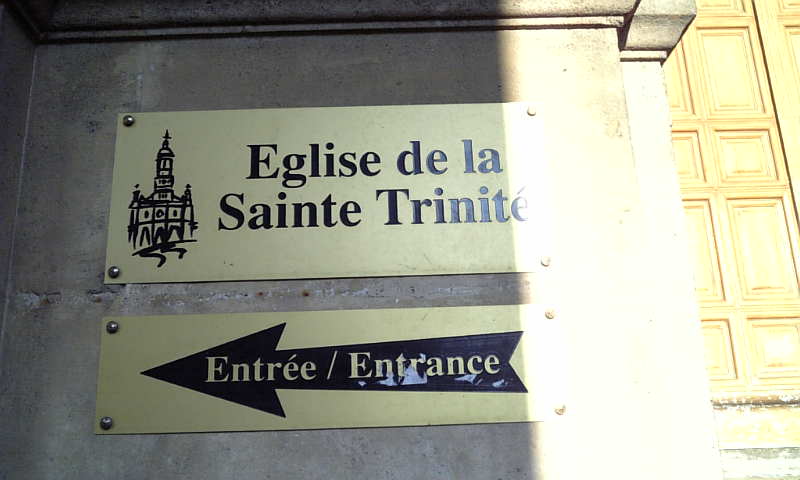 Eglise de la
Sainte Trinité
Entrée / Entrance